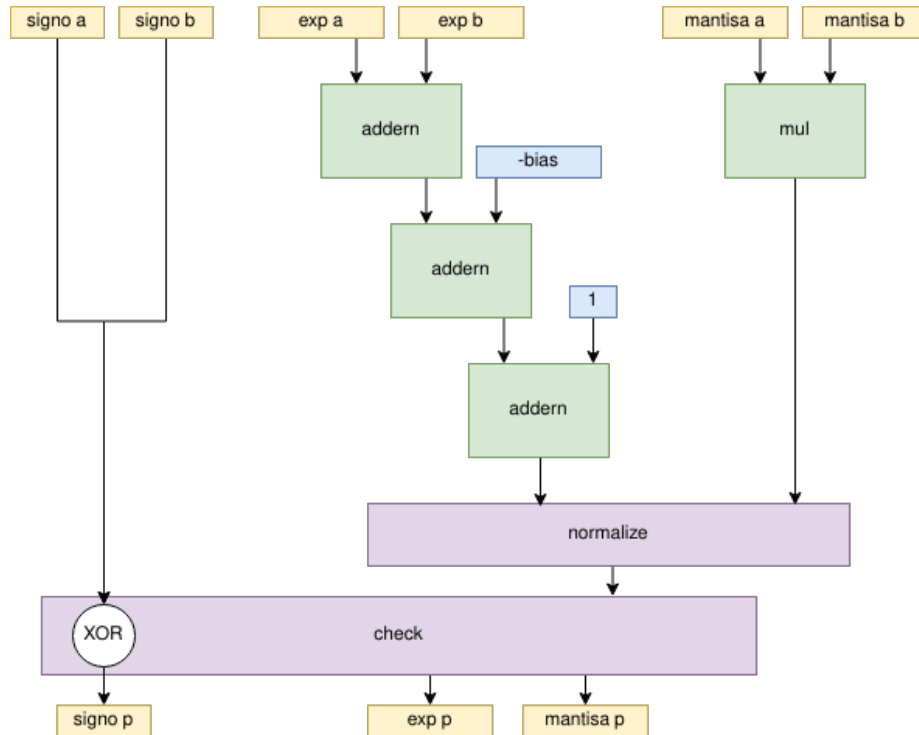 signo a
signo b
exp a
exp b
mantisa a
mantisa b
addern
mul
-bias
addern
1
addern
normalize
XOR
check
signo p
exp p
mantisa p